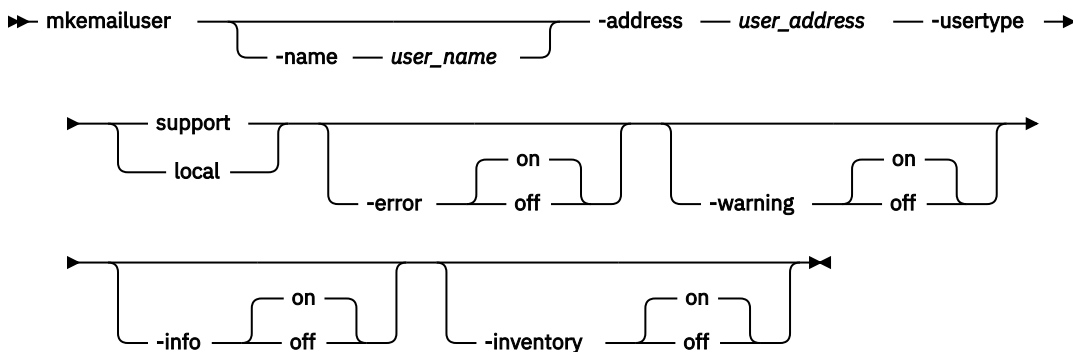 mkemailuser -address user_address -usertype
-name user_name
support
local
on on
-error off -warning off
on on
-info off -inventory off